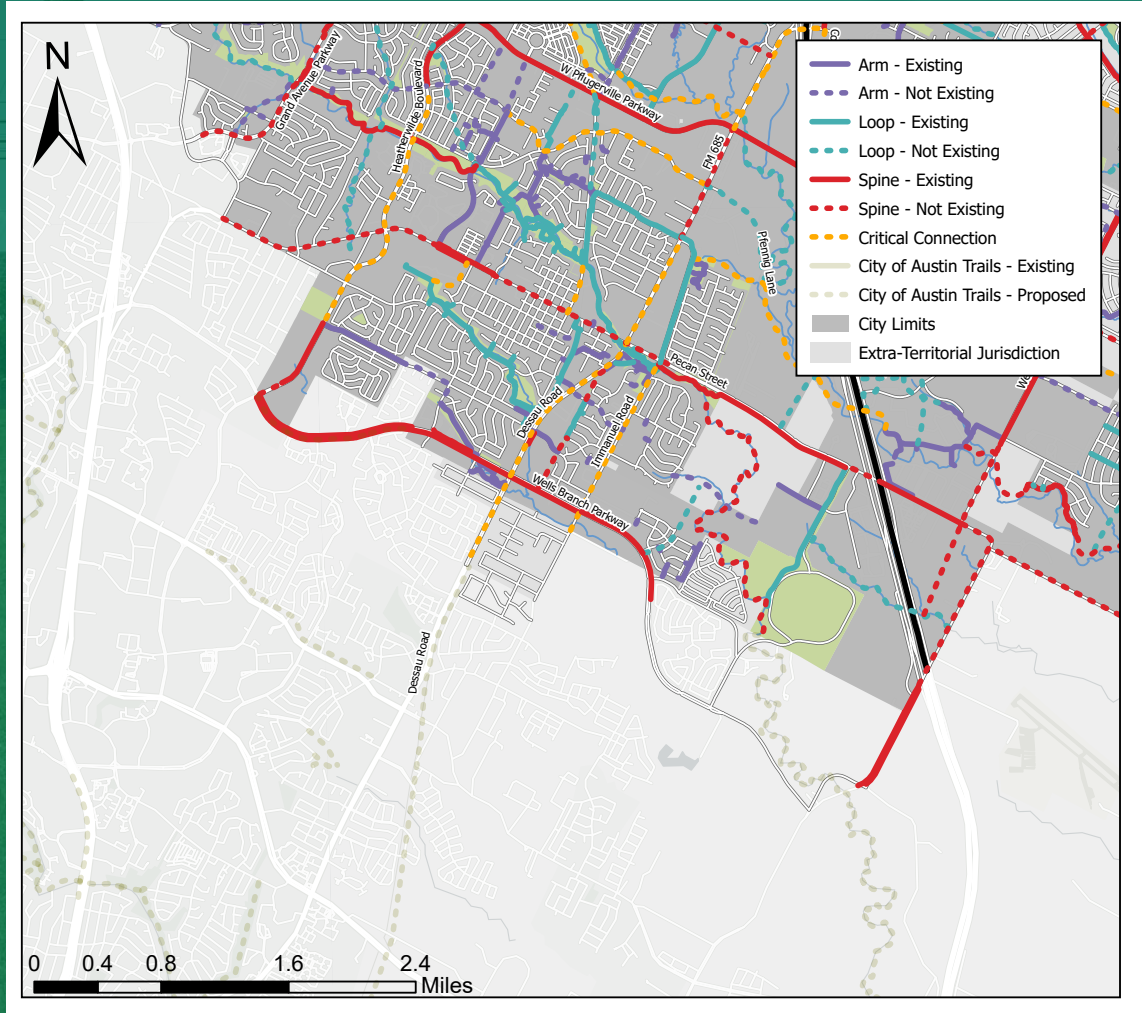 N
Grand Avenue Parkway
Heatherwilde Boulevard
W Pflugerville Parkway
FM 685
Pfennig Lane
Pecan Street
Dessau Road
Immanuel Road
Wells Branch Parkway
Dessau Road
Arm - Existing
Arm - Not Existing
Loop - Existing
Loop - Not Existing
Spine - Existing
Spine - Not Existing
Critical Connection
City of Austin Trails - Existing
City of Austin Trails - Proposed
City Limits
Extra-Territorial Jurisdiction
0 0.4 0.8 1.6 2.4
Miles